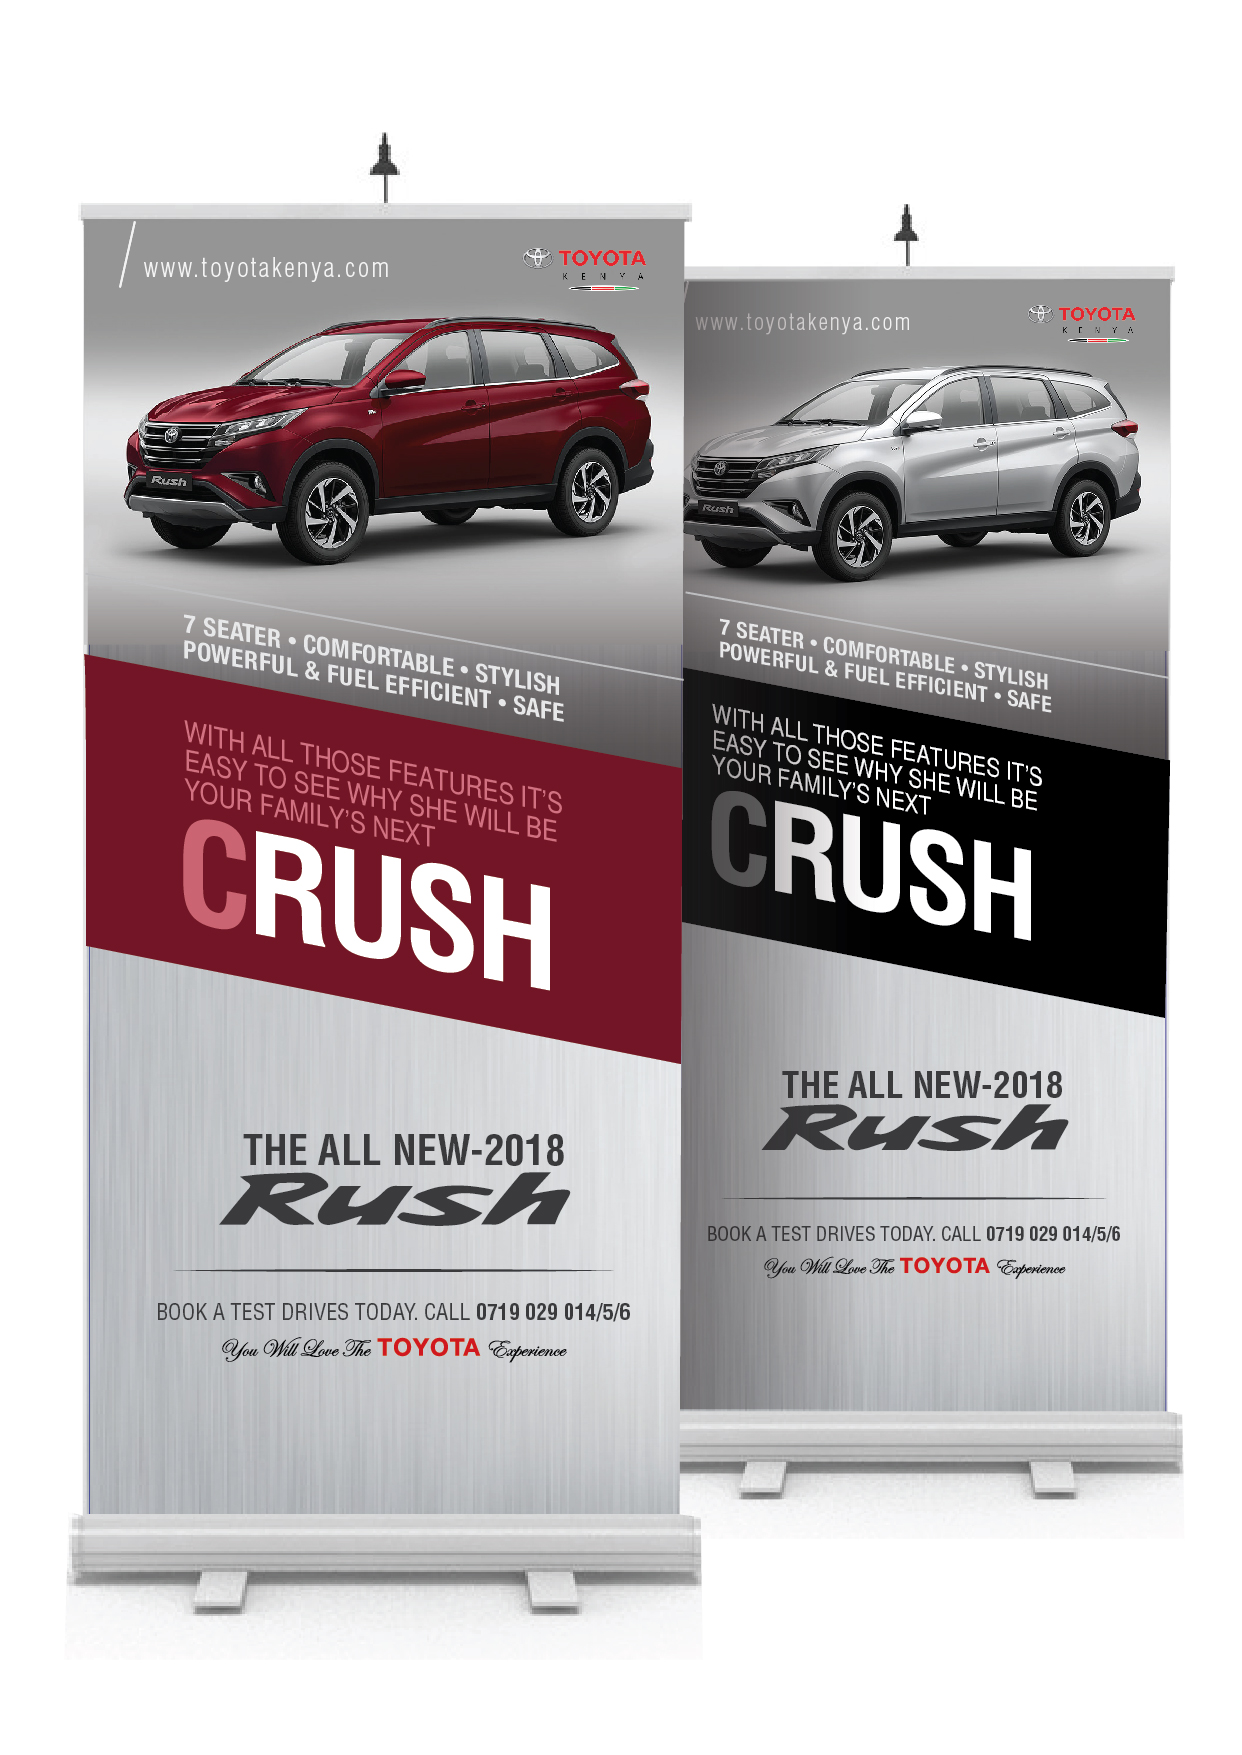 www.toyotakenya.com
TOYOTA
KENYA
Rush
7 SEATER • COMFORTABLE • STYLISH
POWERFUL & FUEL EFFICIENT • SAFE
WITH ALL THOSE FEATURES IT'S
EASY TO SEE WHY SHE WILL BE
YOUR FAMILY'S NEXT
CRUSH
THE ALL NEW-2018
Rush
BOOK A TEST DRIVES TODAY. CALL 0719 029 014/5/6
You Will Love The TOYOTA Experience
www.toyotakenya.com
TOYOTA
KENYA
Rush
7 SEATER • COMFORTABLE • STYLISH
POWERFUL & FUEL EFFICIENT • SAFE
WITH ALL THOSE FEATURES IT'S
EASY TO SEE WHY SHE WILL BE
YOUR FAMILY'S NEXT
CRUSH
THE ALL NEW-2018
Rush
BOOK A TEST DRIVES TODAY. CALL 0719 029 014/5/6
You Will Love The TOYOTA Experience